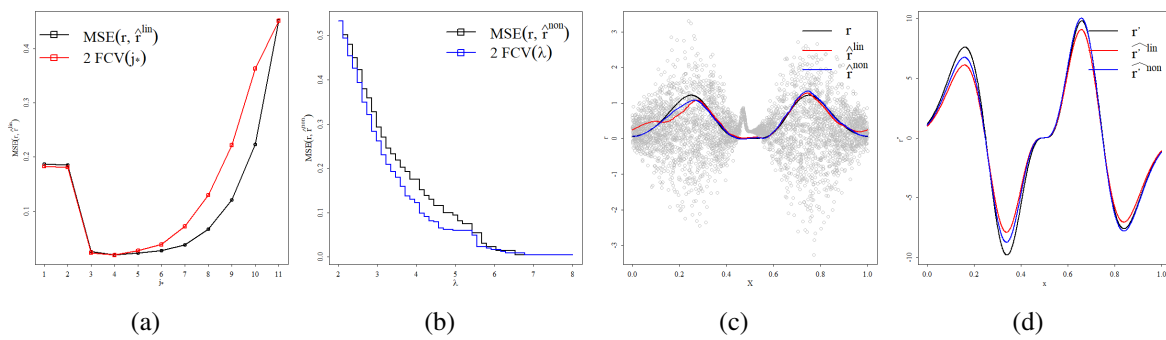 MSE(r, r̂^lin)
2 FCV(j*)
MSE(r, r̂^lin)
0.1 0.2 0.3 0.4
1 2 3 4 5 6 7 8 9 10 11
j*
(a)
MSE(r, r̂^non)
2 FCV(λ)
MSE(r, r̂^non)
0.0 0.1 0.2 0.3 0.4 0.5
2 3 4 5 6 7 8
λ
(b)
r
r̂^lin
r̂^non
r
-3 -2 -1 0 1 2 3
0.0 0.2 0.4 0.6 0.8 1.0
X
(c)
r'
r'^lin
r'^non
r'
-10 -5 0 5 10
0.0 0.2 0.4 0.6 0.8 1.0
x
(d)